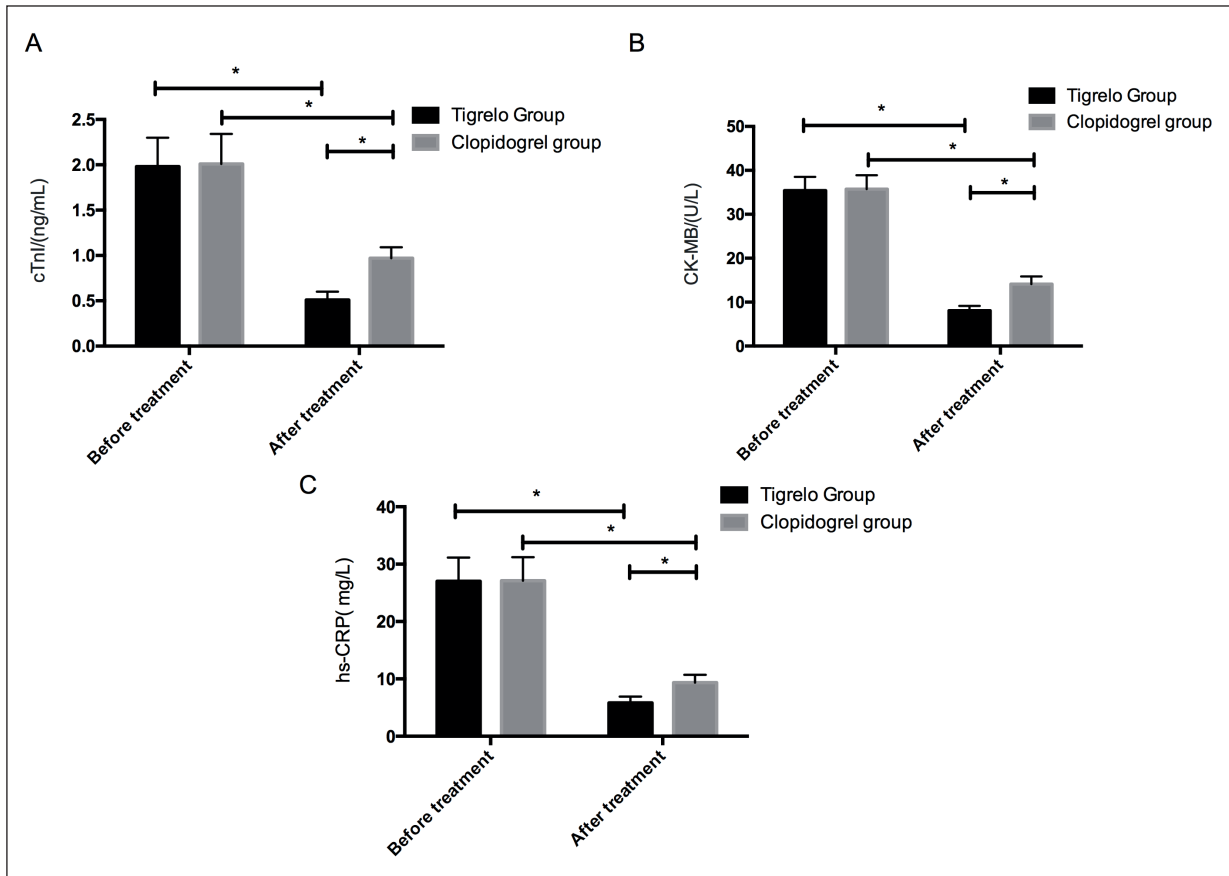 A
*
*
*
Tigrelo Group
Clopidogrel group
cTnI/(ng/mL)
2.5
2.0
1.5
1.0
0.5
0.0
Before treatment
After treatment
B
*
*
*
Tigrelo Group
Clopidogrel group
CK-MB/(U/L)
50
40
30
20
10
0
Before treatment
After treatment
C
*
*
*
Tigrelo Group
Clopidogrel group
hs-CRP( mg/L)
40
30
20
10
0
Before treatment
After treatment